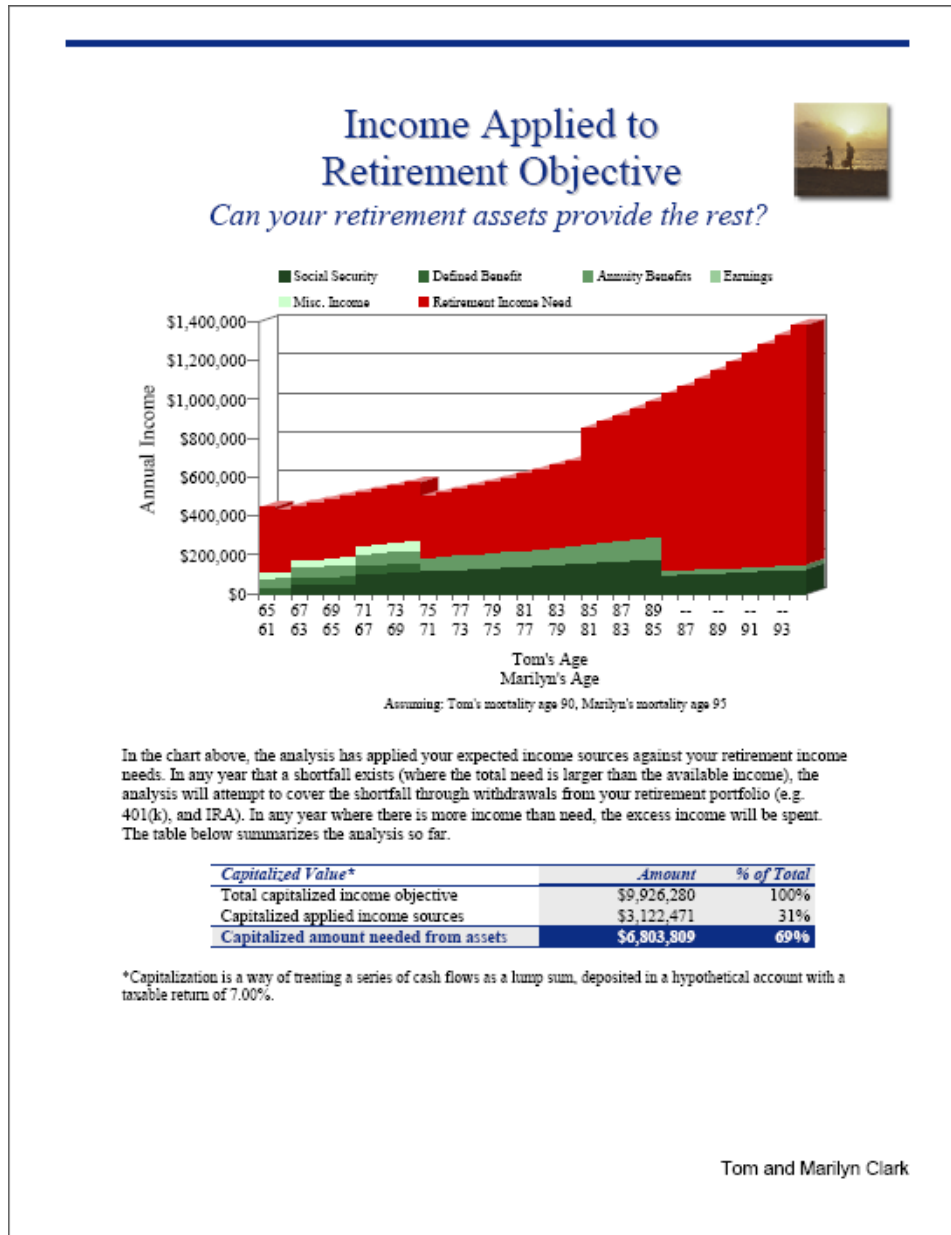 Income Applied to
Retirement Objective
Can your retirement assets provide the rest?
Social Security Defined Benefit Annuity Benefits Earnings
Misc. Income Retirement Income Need
$1,400,000
$1,200,000
$1,000,000
$800,000
$600,000
$400,000
$200,000
$0
Annual Income
65 67 69 71 73 75 77 79 81 83 85 87 89 -- -- -- --
61 63 65 67 69 71 73 75 77 79 81 83 85 87 89 91 93
Tom's Age
Marilyn's Age
Assuming: Tom's mortality age 90, Marilyn's mortality age 95
In the chart above, the analysis has applied your expected income sources against your retirement income
needs. In any year that a shortfall exists (where the total need is larger than the available income), the
analysis will attempt to cover the shortfall through withdrawals from your retirement portfolio (e.g.
401(k), and IRA). In any year where there is more income than need, the excess income will be spent.
The table below summarizes the analysis so far.
Capitalized Value* Amount % of Total
Total capitalized income objective $9,926,280 100%
Capitalized applied income sources $3,122,471 31%
Capitalized amount needed from assets $6,803,809 69%
*Capitalization is a way of treating a series of cash flows as a lump sum, deposited in a hypothetical account with a
taxable return of 7.00%.
Tom and Marilyn Clark